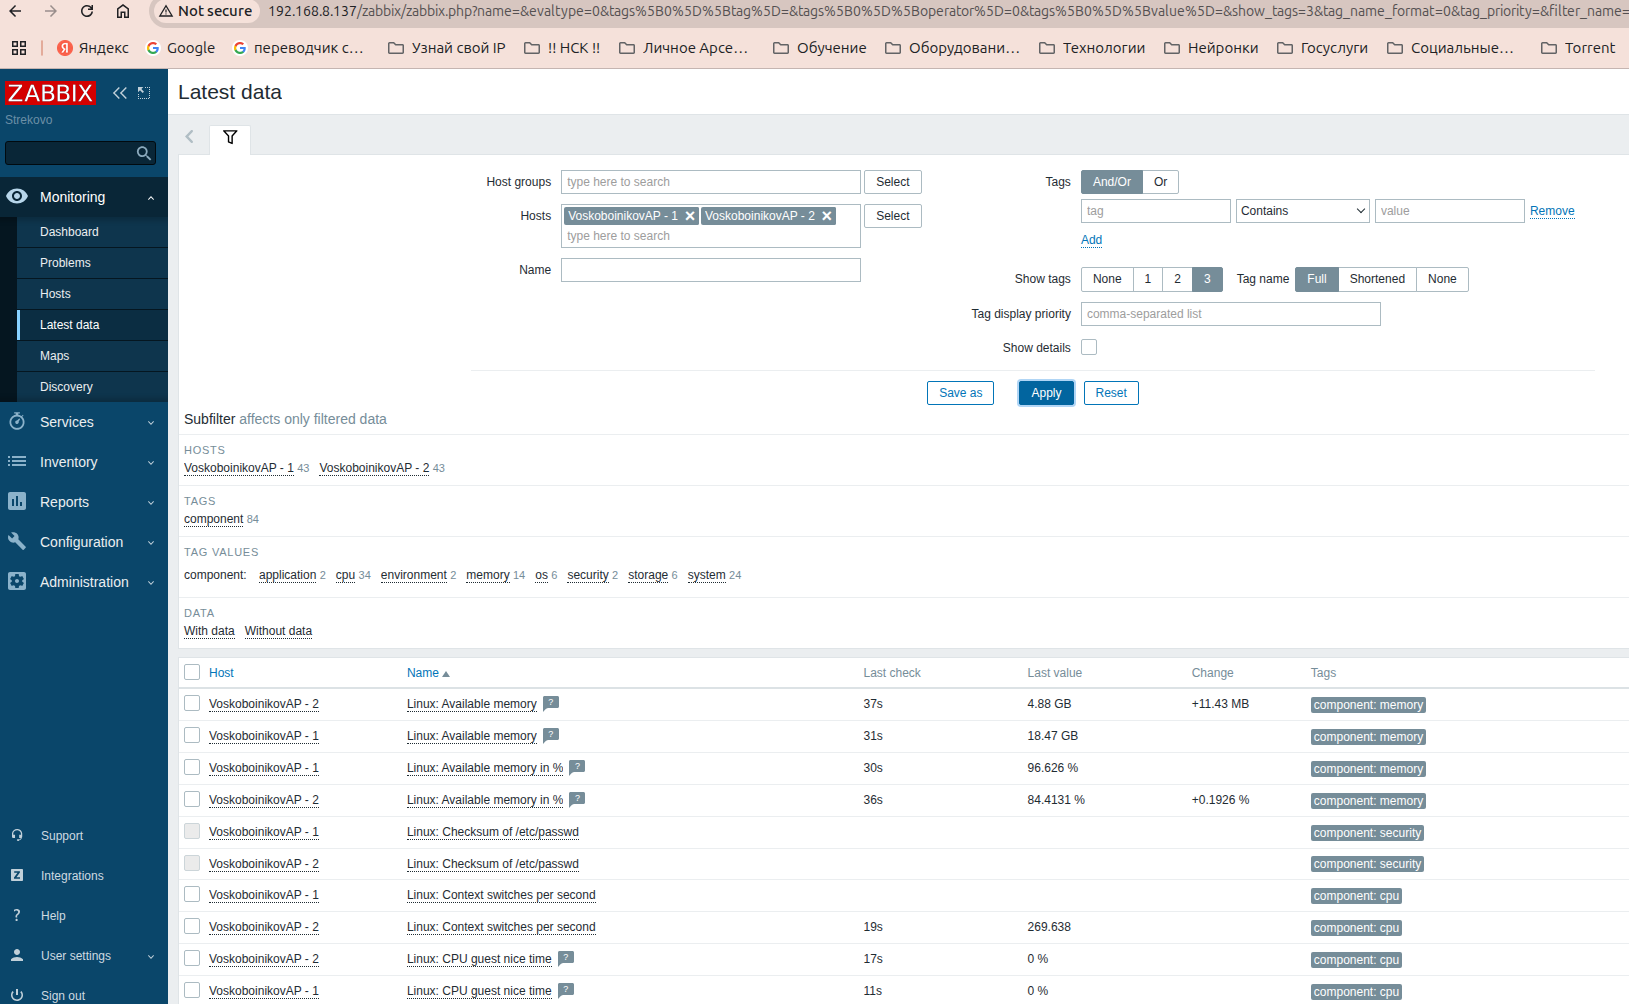 Not secure 192.168.8.137/zabbix/zabbix.php?name=&evaltype=0&tags%5B0%5D%5Btag%5D=&tags%5B0%5D%5Boperator%5D=0&tags%5B0%5D%5Bvalue%5D=&show_tags=3&tag_name_format=0&tag_priority=&filter_name=
Яндекс Google переводчик с... Узнай свой IP !! НСК !! Личное Арсе... Обучение Оборудовани... Технологии Нейронки Госуслуги Социальные... Torrent
ZABBIX
Strekovo
Monitoring
Dashboard
Problems
Hosts
Latest data
Maps
Discovery
Services
Inventory
Reports
Configuration
Administration
Support
Integrations
Help
User settings
Sign out
Latest data
Host groups type here to search Select
Hosts VoskoboinikovAP - 1 VoskoboinikovAP - 2 Select
type here to search
Name
Tags And/Or Or
tag Contains value Remove
Add
Show tags None 1 2 3 Tag name Full Shortened None
Tag display priority comma-separated list
Show details
Save as Apply Reset
Subfilter affects only filtered data
HOSTS
VoskoboinikovAP - 1 43 VoskoboinikovAP - 2 43
TAGS
component 84
TAG VALUES
component: application 2 cpu 34 environment 2 memory 14 os 6 security 2 storage 6 system 24
DATA
With data Without data
Host Name Last check Last value Change Tags
VoskoboinikovAP - 2 Linux: Available memory ? 37s 4.88 GB +11.43 MB component: memory
VoskoboinikovAP - 1 Linux: Available memory ? 31s 18.47 GB component: memory
VoskoboinikovAP - 1 Linux: Available memory in % ? 30s 96.626 % component: memory
VoskoboinikovAP - 2 Linux: Available memory in % ? 36s 84.4131 % +0.1926 % component: memory
VoskoboinikovAP - 1 Linux: Checksum of /etc/passwd component: security
VoskoboinikovAP - 2 Linux: Checksum of /etc/passwd component: security
VoskoboinikovAP - 1 Linux: Context switches per second component: cpu
VoskoboinikovAP - 2 Linux: Context switches per second 19s 269.638 component: cpu
VoskoboinikovAP - 2 Linux: CPU guest nice time ? 17s 0 % component: cpu
VoskoboinikovAP - 1 Linux: CPU guest nice time ? 11s 0 % component: cpu